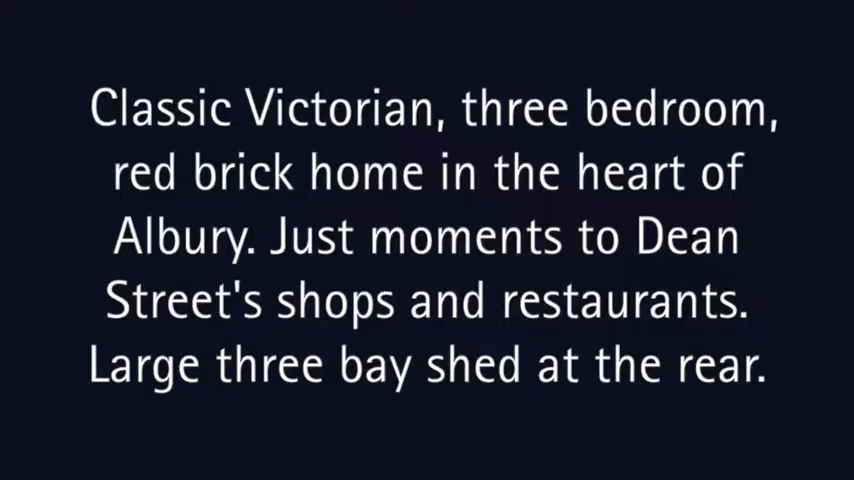 Classic Victorian, three bedroom,
red brick home in the heart of
Albury. Just moments to Dean
Street's shops and restaurants.
Large three bay shed at the rear.